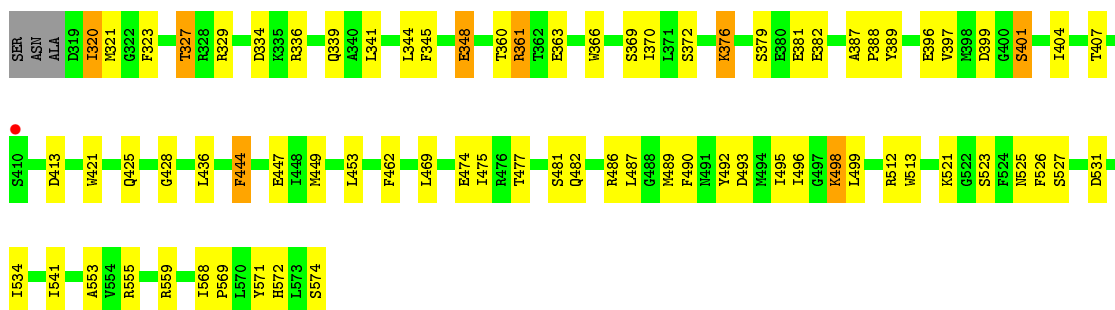 SER ASN ALA D319 I320 M321 G322 F323 T327 R328 R329 D334 K335 R336 Q339 A340 L341 L344 F345 E348 T360 R361 T362 E363 W366 S369 I370 L371 S372 K376 S379 E380 E381 E382 A387 P388 Y389 E396 V397 M398 D399 G400 S401 I404 T407
S410 D413 W421 Q425 G428 L436 F444 E447 I448 M449 L453 F462 L469 E474 I475 R476 T477 S481 Q482 R486 L487 G488 M489 F490 N491 Y492 D493 M494 I495 I496 G497 K498 L499 R512 W513 K521 G522 S523 F524 N525 F526 S527 D531
I534 I541 A553 V554 R555 R559 I568 P569 L570 Y571 H572 L573 S574